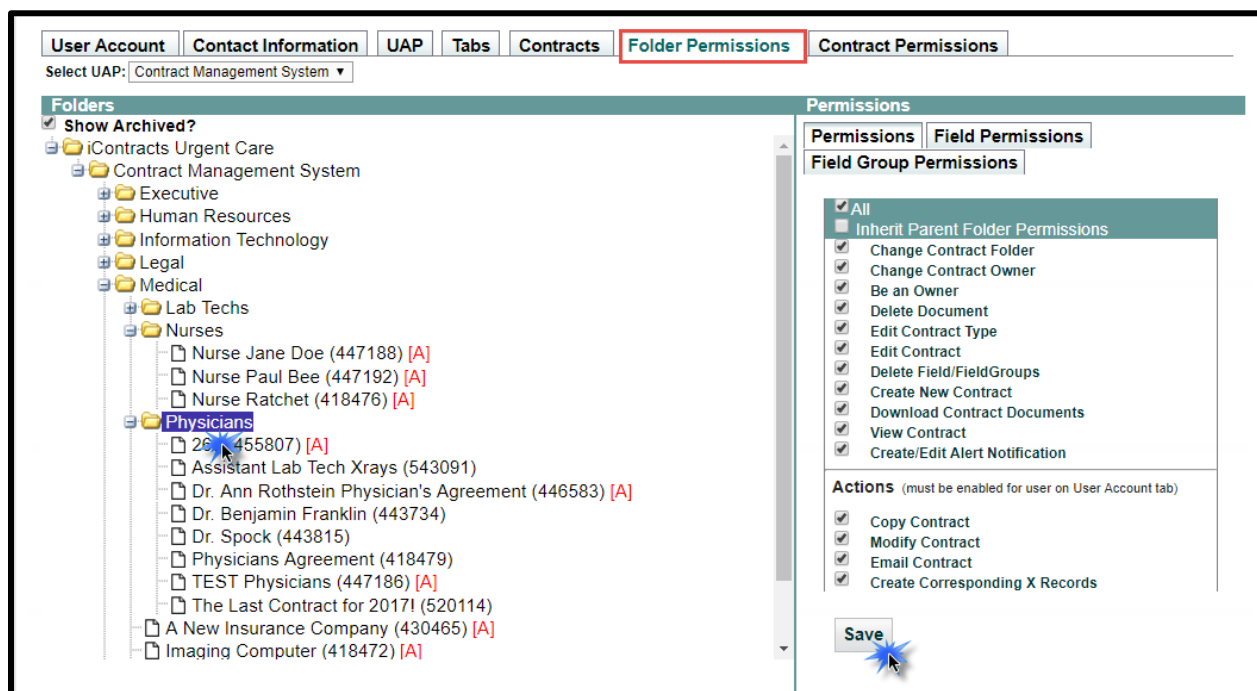 User Account Contact Information UAP Tabs Contracts Folder Permissions Contract Permissions
Select UAP: Contract Management System ▼
Folders
Show Archived?
iContracts Urgent Care
Contract Management System
Executive
Human Resources
Information Technology
Legal
Medical
Lab Techs
Nurses
Nurse Jane Doe (447188) [A]
Nurse Paul Bee (447192) [A]
Nurse Ratchet (418476) [A]
Physicians
455807) [A]
Assistant Lab Tech Xrays (543091)
Dr. Ann Rothstein Physician's Agreement (446583) [A]
Dr. Benjamin Franklin (443734)
Dr. Spock (443815)
Physicians Agreement (418479)
TEST Physicians (447186) [A]
The Last Contract for 2017! (520114)
A New Insurance Company (430465) [A]
Imaging Computer (418472) [A]
Permissions
Permissions Field Permissions
Field Group Permissions
All
Inherit Parent Folder Permissions
Change Contract Folder
Change Contract Owner
Be an Owner
Delete Document
Edit Contract Type
Edit Contract
Delete Field/FieldGroups
Create New Contract
Download Contract Documents
View Contract
Create/Edit Alert Notification
Actions (must be enabled for user on User Account tab)
Copy Contract
Modify Contract
Email Contract
Create Corresponding X Records
Save